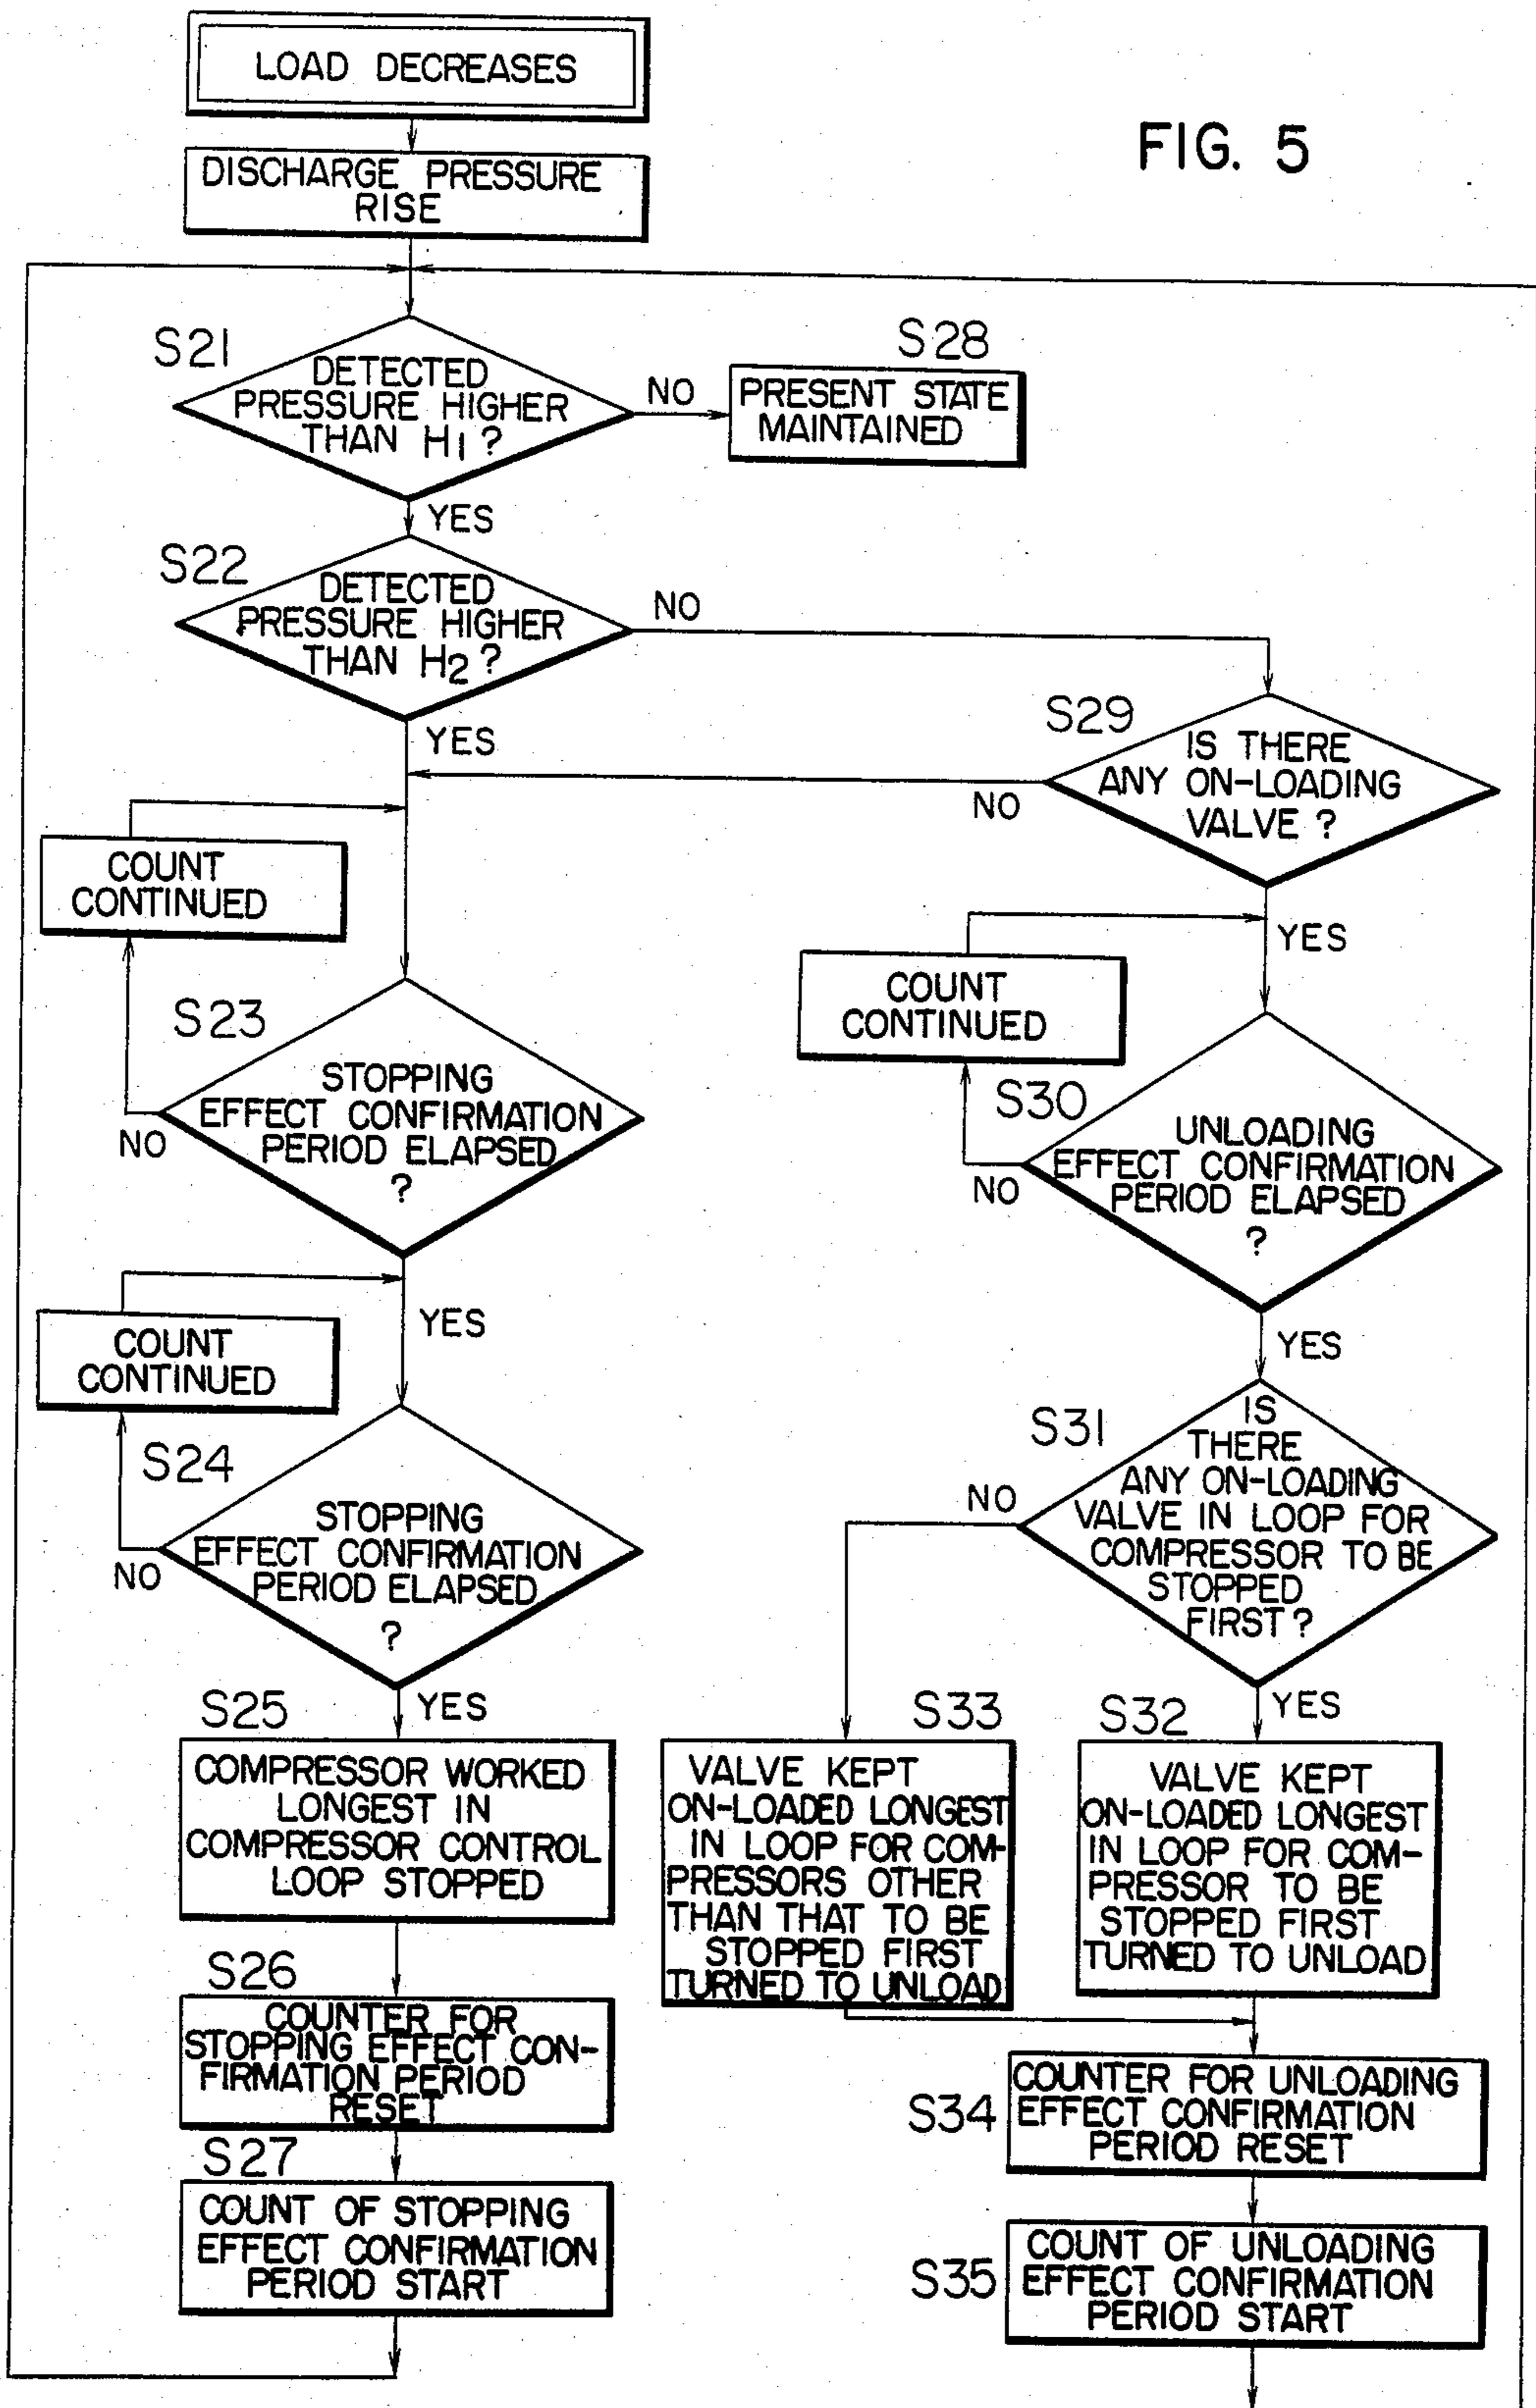 LOAD DECREASES
FIG. 5
DISCHARGE PRESSURE
RISE
S21
DETECTED
PRESSURE HIGHER
THAN H1 ?
NO
S28
PRESENT STATE
MAINTAINED
YES
S22
DETECTED
PRESSURE HIGHER
THAN H2 ?
NO
YES
S29
IS THERE
ANY ON-LOADING
VALVE ?
NO
YES
COUNT
CONTINUED
S23
STOPPING
EFFECT CONFIRMATION
PERIOD ELAPSED
?
NO
YES
COUNT
CONTINUED
S30
UNLOADING
EFFECT CONFIRMATION
PERIOD ELAPSED
?
NO
YES
COUNT
CONTINUED
S24
STOPPING
EFFECT CONFIRMATION
PERIOD ELAPSED
?
NO
YES
S31
IS
THERE
ANY ON-LOADING
VALVE IN LOOP FOR
COMPRESSOR TO BE
STOPPED
FIRST ?
NO
YES
S25
COMPRESSOR WORKED
LONGEST IN
COMPRESSOR CONTROL
LOOP STOPPED
S33
VALVE KEPT
ON-LOADED LONGEST
IN LOOP FOR COM-
PRESSORS OTHER
THAN THAT TO BE
STOPPED FIRST
TURNED TO UNLOAD
S32
VALVE KEPT
ON-LOADED LONGEST
IN LOOP FOR COM-
PRESSOR TO BE
STOPPED FIRST
TURNED TO UNLOAD
S26
COUNTER FOR
STOPPING EFFECT CON-
FIRMATION PERIOD
RESET
S34
COUNTER FOR UNLOADING
EFFECT CONFIRMATION
PERIOD RESET
S27
COUNT OF STOPPING
EFFECT CONFIRMATION
PERIOD START
S35
COUNT OF UNLOADING
EFFECT CONFIRMATION
PERIOD START